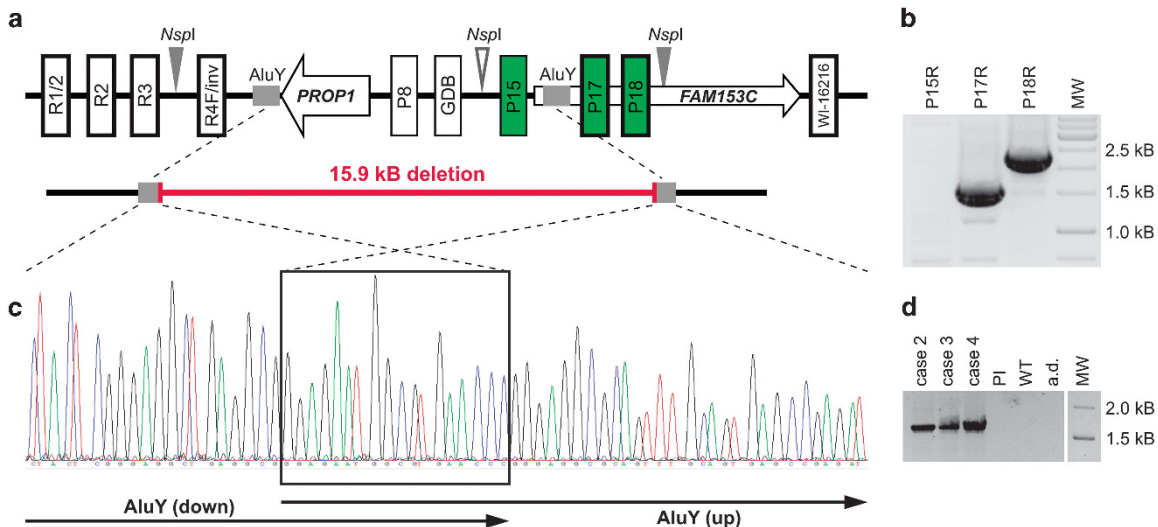 a
NspI NspI NspI
R1/2 R2 R3 R4F/inv AluY PROP1 P8 GDB P15 AluY P17 P18 FAM153C WI-16216
15.9 kB deletion
b
P15R P17R P18R MW
2.5 kB
1.5 kB
1.0 kB
c
AluY (down) AluY (up)
d
case 2 case 3 case 4 PI WT a.d. MW
2.0 kB
1.5 kB